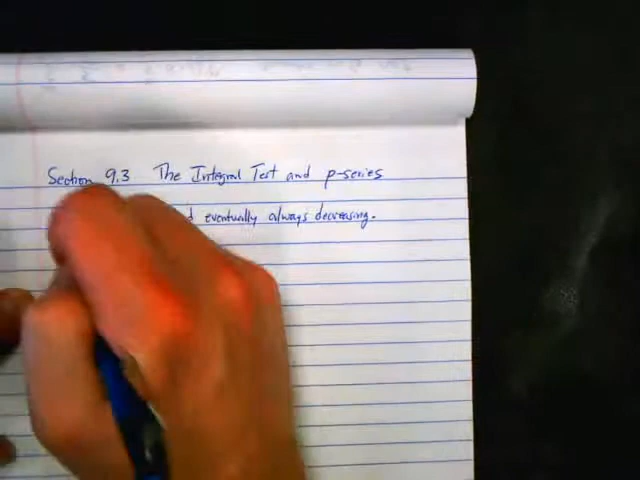 Section 9.3 The Integral Test and p-series
eventually always decreasing.